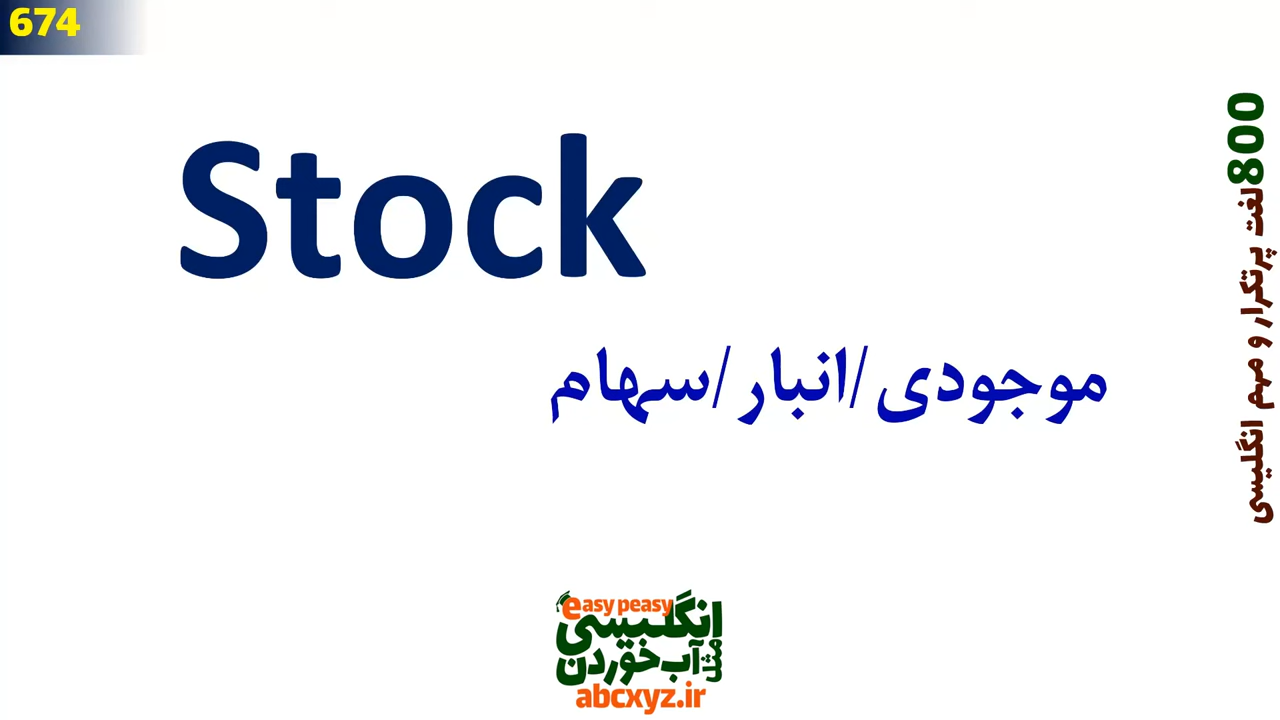 674
Stock
موجودی/انبار/سهام
800 لغت پرتکرار و مهم انگلیسی
easy peasy
انگلیسی
مثل آب خوردن
abcxyz.ir